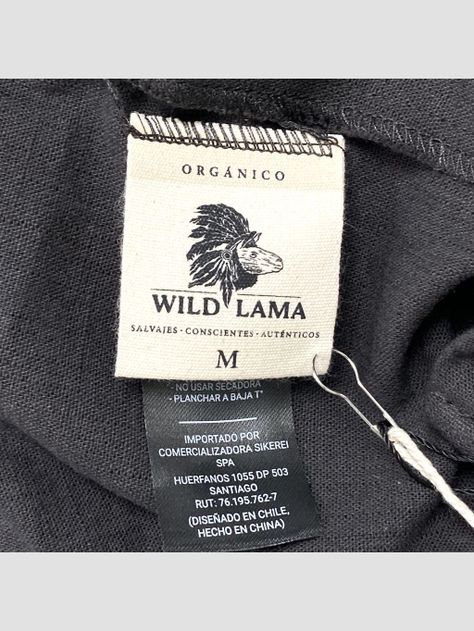 ORGÁNICO
WILD LAMA
SALVAJES · CONSCIENTES · AUTÉNTICOS
M
- NO USAR SECADORA
- PLANCHAR A BAJA T°
IMPORTADO POR
COMERCIALIZADORA SIKEREI
SPA
HUERFANOS 1055 DP 503
SANTIAGO
RUT: 76.195.762-7
(DISEÑADO EN CHILE,
HECHO EN CHINA)